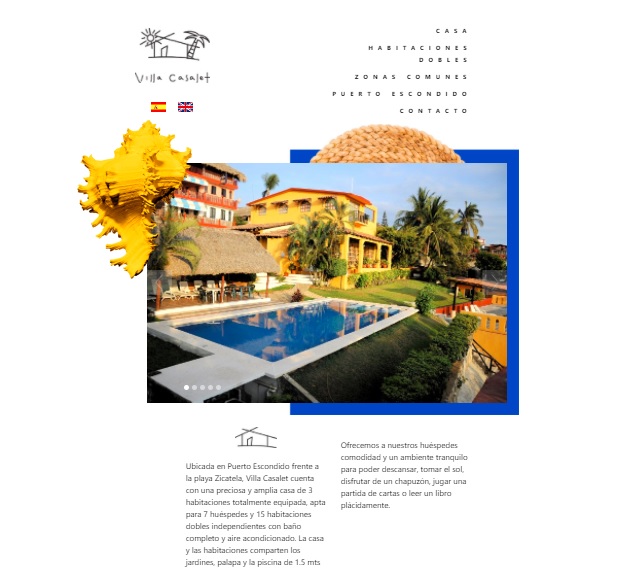 Villa Casalet
CASA
HABITACIONES
DOBLES
ZONAS COMUNES
PUERTO ESCONDIDO
CONTACTO
Ubicada en Puerto Escondido frente a
la playa Zicatela, Villa Casalet cuenta
con una preciosa y amplia casa de 3
habitaciones totalmente equipada, apta
para 7 huéspedes y 15 habitaciones
dobles independientes con baño
completo y aire acondicionado. La casa
y las habitaciones comparten los
jardines, palapa y la piscina de 1.5 mts
Ofrecemos a nuestros huéspedes
comodidad y un ambiente tranquilo
para poder descansar, tomar el sol,
disfrutar de un chapuzón, jugar una
partida de cartas o leer un libro
plácidamente.